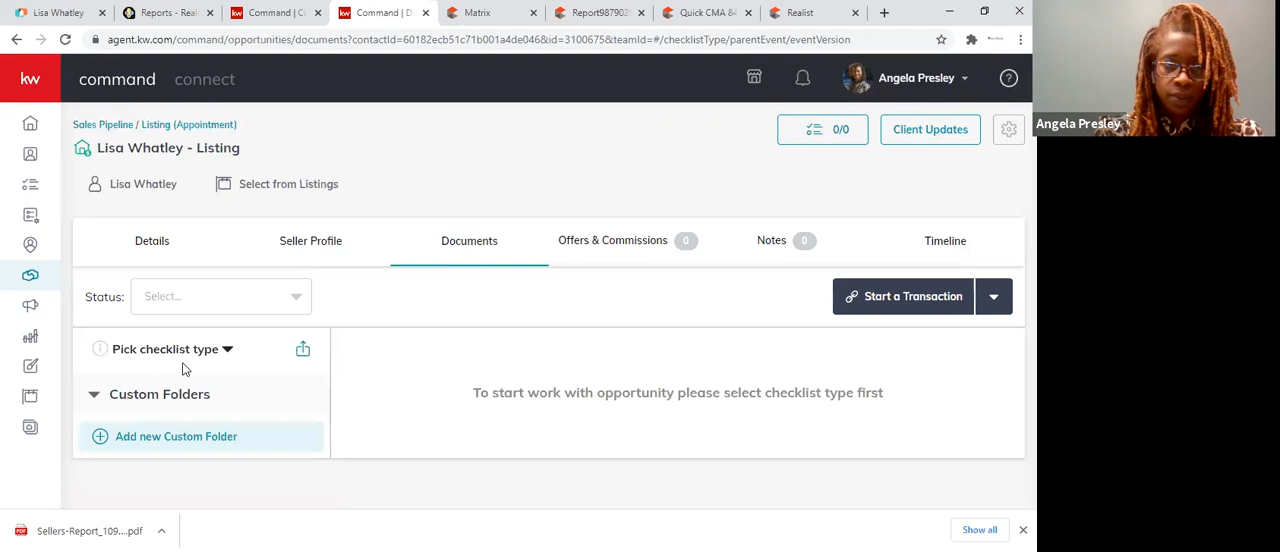 Lisa Whatley
Reports - Real
Command | C
Command | D
Matrix
Report987902
Quick CMA 84
Realist
agent.kw.com/command/opportunities/documents?contactId=60182ecb51c71b001a4de046&id=3100675&teamId=#/checklistType/parentEvent/eventVersion
kw
command
connect
Angela Presley
Angela Presley
Sales Pipeline / Listing (Appointment)
0/0
Client Updates
Lisa Whatley - Listing
Lisa Whatley
Select from Listings
Details
Seller Profile
Documents
Offers & Commissions 0
Notes 0
Timeline
Status:
Select...
Start a Transaction
Pick checklist type
Custom Folders
To start work with opportunity please select checklist type first
Add new Custom Folder
Sellers-Report_109....pdf
Show all